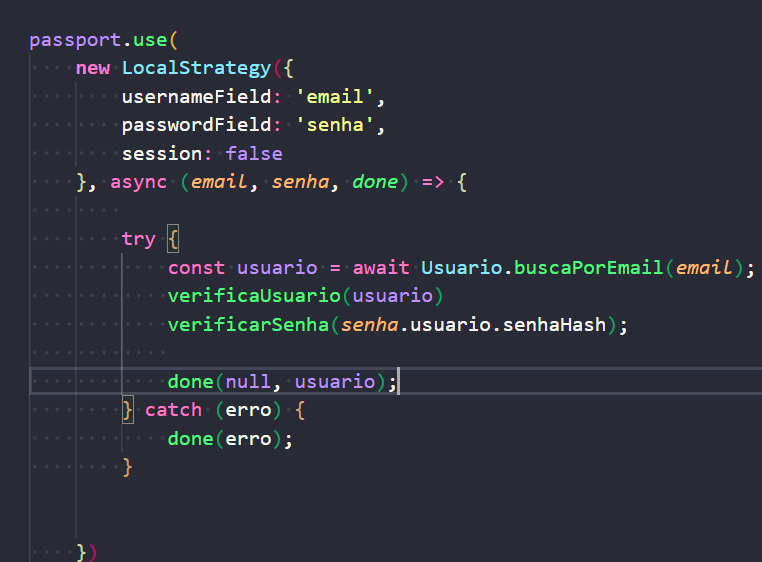 passport.use(
new LocalStrategy({
usernameField: 'email',
passwordField: 'senha',
session: false
}, async (email, senha, done) => {
try {
const usuario = await Usuario.buscaPorEmail(email);
verificaUsuario(usuario)
verificarSenha(senha.usuario.senhaHash);
done(null, usuario);
} catch (erro) {
done(erro);
}
})